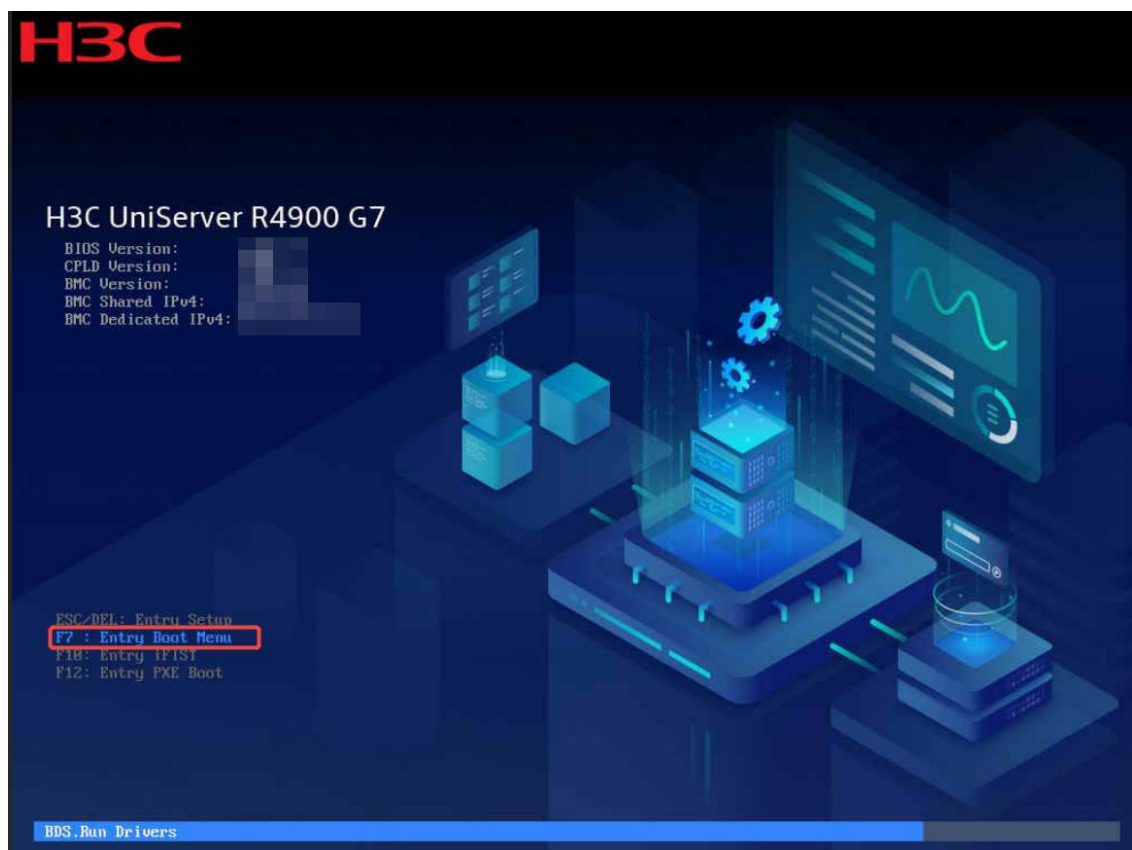 H3C
H3C UniServer R4900 G7
BIOS Version:
CPLD Version:
BMC Version:
BMC Shared IPv4:
BMC Dedicated IPv4:
ESC/DEL: Entry Setup
F7 : Entry Boot Menu
F10: Entry iFIST
F12: Entry PXE Boot
BDS.Run Drivers